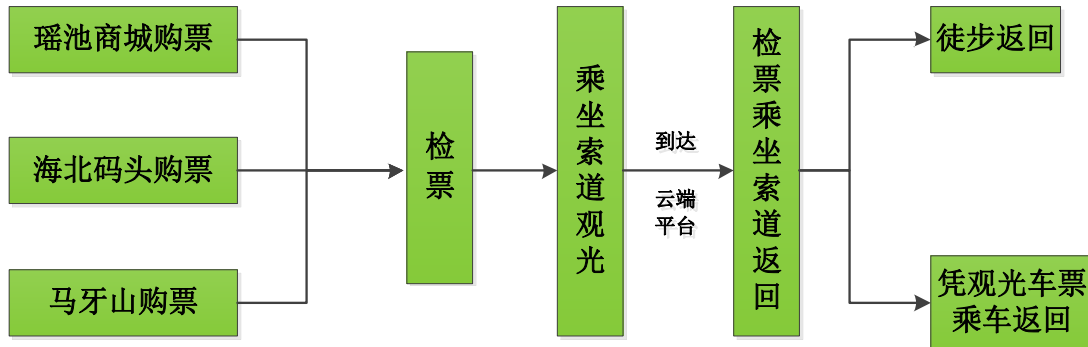 瑶池商城购票
海北码头购票
马牙山购票
检票
乘坐索道观光
到达
云端
平台
检票乘坐索道返回
徒步返回
凭观光车票
乘车返回